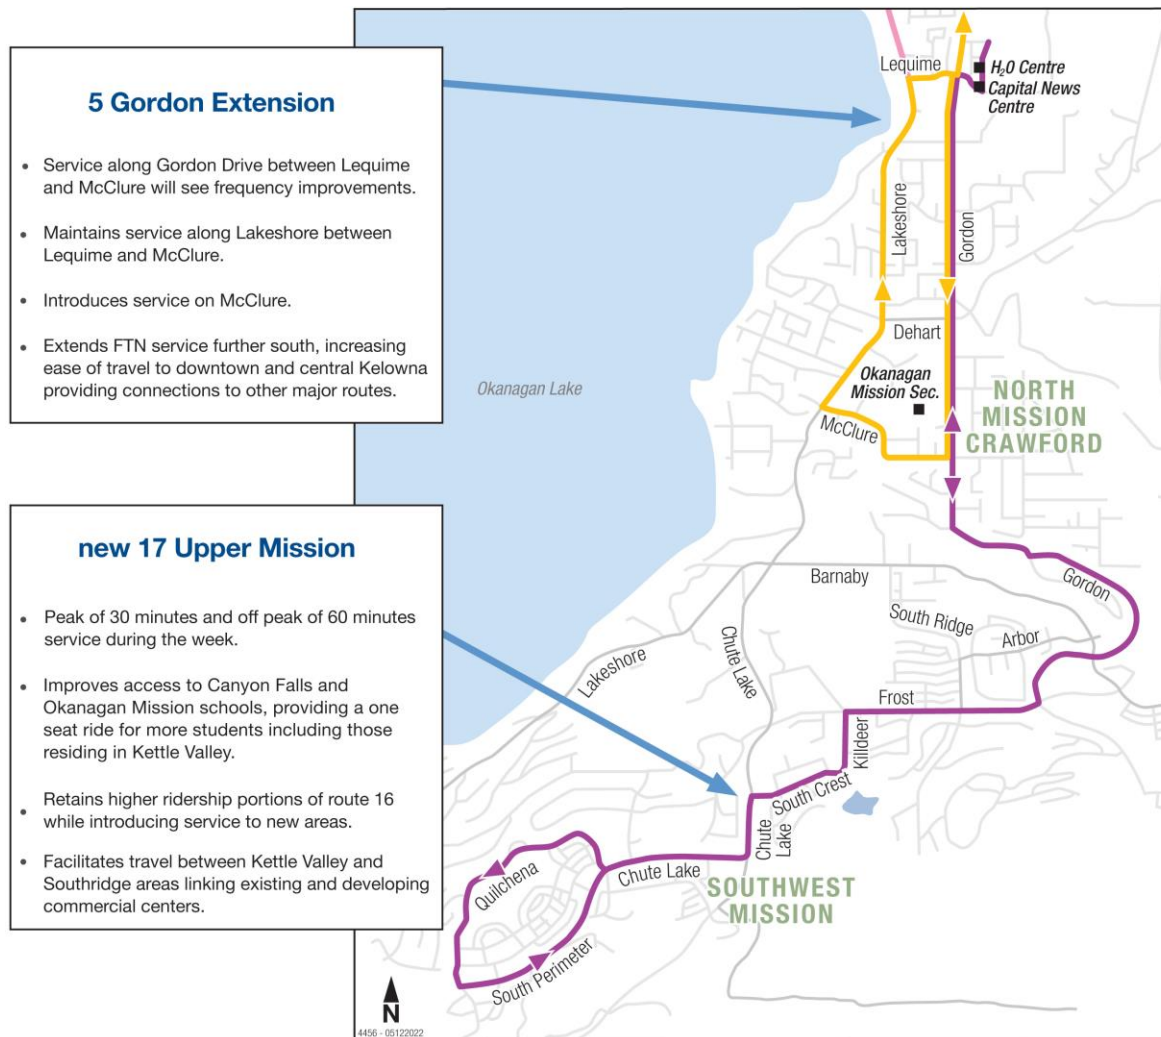 5 Gordon Extension
• Service along Gordon Drive between Lequime
and McClure will see frequency improvements.
• Maintains service along Lakeshore between
Lequime and McClure.
• Introduces service on McClure.
• Extends FTN service further south, increasing
ease of travel to downtown and central Kelowna
providing connections to other major routes.
new 17 Upper Mission
• Peak of 30 minutes and off peak of 60 minutes
service during the week.
• Improves access to Canyon Falls and
Okanagan Mission schools, providing a one
seat ride for more students including those
residing in Kettle Valley.
• Retains higher ridership portions of route 16
while introducing service to new areas.
• Facilitates travel between Kettle Valley and
Southridge areas linking existing and developing
commercial centers.
Lequime
H₂O Centre
Capital News
Centre
Lakeshore
Gordon
Dehart
Okanagan Lake
Okanagan
Mission Sec.
McClure
NORTH
MISSION
CRAWFORD
Barnaby
Gordon
South Ridge
Arbor
Lakeshore
Chute Lake
Frost
Killdeer
South Crest
Chute
Lake
Chute Lake
Quilchena
SOUTHWEST
MISSION
South Perimeter
N
4456 - 05122022